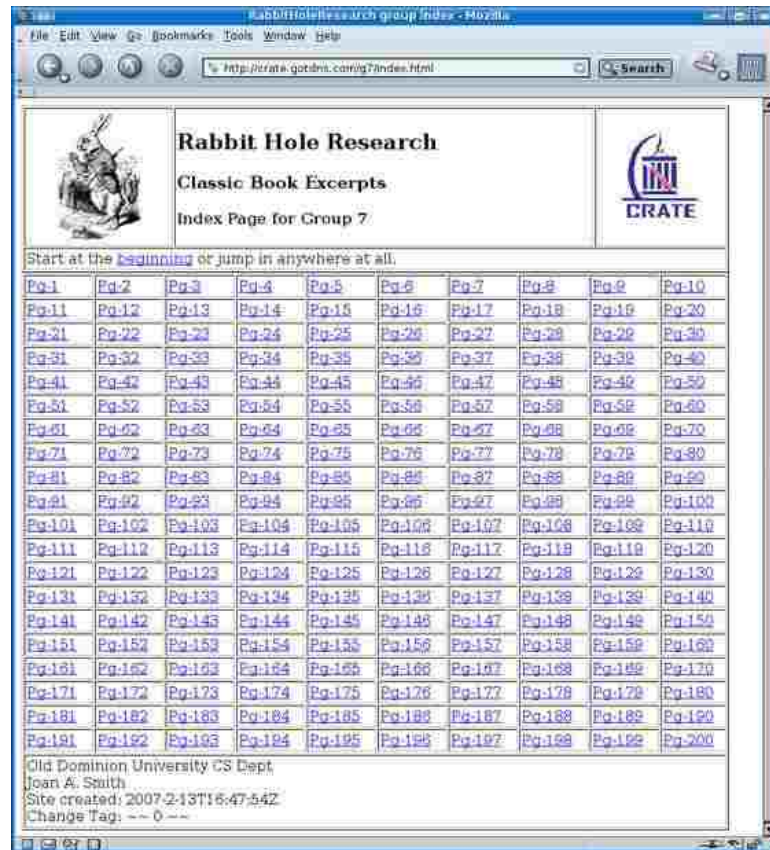 RabbitHoleResearch group index - Mozilla
File Edit View Go Bookmarks Tools Window Help
http://crate.gotdns.com/g7/index.html Search
Rabbit Hole Research
Classic Book Excerpts
Index Page for Group 7
CRATE
Start at the beginning or jump in anywhere at all.
Pg-1 Pg-2 Pg-3 Pg-4 Pg-5 Pg-6 Pg-7 Pg-8 Pg-9 Pg-10
Pg-11 Pg-12 Pg-13 Pg-14 Pg-15 Pg-16 Pg-17 Pg-18 Pg-19 Pg-20
Pg-21 Pg-22 Pg-23 Pg-24 Pg-25 Pg-26 Pg-27 Pg-28 Pg-29 Pg-30
Pg-31 Pg-32 Pg-33 Pg-34 Pg-35 Pg-36 Pg-37 Pg-38 Pg-39 Pg-40
Pg-41 Pg-42 Pg-43 Pg-44 Pg-45 Pg-46 Pg-47 Pg-48 Pg-49 Pg-50
Pg-51 Pg-52 Pg-53 Pg-54 Pg-55 Pg-56 Pg-57 Pg-58 Pg-59 Pg-60
Pg-61 Pg-62 Pg-63 Pg-64 Pg-65 Pg-66 Pg-67 Pg-68 Pg-69 Pg-70
Pg-71 Pg-72 Pg-73 Pg-74 Pg-75 Pg-76 Pg-77 Pg-78 Pg-79 Pg-80
Pg-81 Pg-82 Pg-83 Pg-84 Pg-85 Pg-86 Pg-87 Pg-88 Pg-89 Pg-90
Pg-91 Pg-92 Pg-93 Pg-94 Pg-95 Pg-96 Pg-97 Pg-98 Pg-99 Pg-100
Pg-101 Pg-102 Pg-103 Pg-104 Pg-105 Pg-106 Pg-107 Pg-108 Pg-109 Pg-110
Pg-111 Pg-112 Pg-113 Pg-114 Pg-115 Pg-116 Pg-117 Pg-118 Pg-119 Pg-120
Pg-121 Pg-122 Pg-123 Pg-124 Pg-125 Pg-126 Pg-127 Pg-128 Pg-129 Pg-130
Pg-131 Pg-132 Pg-133 Pg-134 Pg-135 Pg-136 Pg-137 Pg-138 Pg-139 Pg-140
Pg-141 Pg-142 Pg-143 Pg-144 Pg-145 Pg-146 Pg-147 Pg-148 Pg-149 Pg-150
Pg-151 Pg-152 Pg-153 Pg-154 Pg-155 Pg-156 Pg-157 Pg-158 Pg-159 Pg-160
Pg-161 Pg-162 Pg-163 Pg-164 Pg-165 Pg-166 Pg-167 Pg-168 Pg-169 Pg-170
Pg-171 Pg-172 Pg-173 Pg-174 Pg-175 Pg-176 Pg-177 Pg-178 Pg-179 Pg-180
Pg-181 Pg-182 Pg-183 Pg-184 Pg-185 Pg-186 Pg-187 Pg-188 Pg-189 Pg-190
Pg-191 Pg-192 Pg-193 Pg-194 Pg-195 Pg-196 Pg-197 Pg-198 Pg-199 Pg-200
Old Dominion University CS Dept
Joan A. Smith
Site created: 2007-2-13T16:47:54Z
Change Tag: ~~ 0 ~~